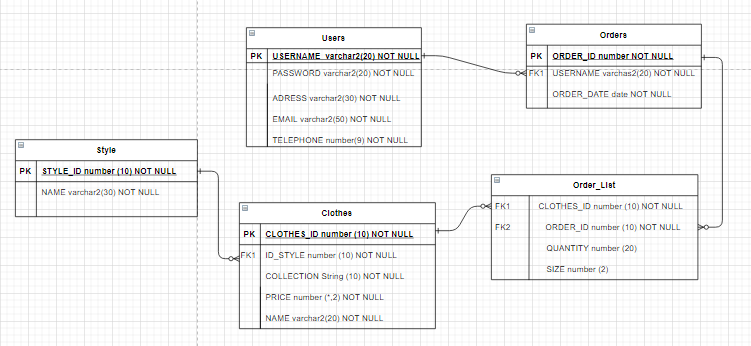 Users
PK USERNAME varchar2(20) NOT NULL
PASSWORD varchar2(20) NOT NULL
ADRESS varchar2(30) NOT NULL
EMAIL varchar2(50) NOT NULL
TELEPHONE number(9) NOT NULL
Orders
PK ORDER_ID number NOT NULL
FK1 USERNAME varchas2(20) NOT NULL
ORDER_DATE date NOT NULL
Style
PK STYLE_ID number (10) NOT NULL
NAME varchar2(30) NOT NULL
Clothes
PK CLOTHES_ID number (10) NOT NULL
FK1 ID_STYLE number (10) NOT NULL
COLLECTION String (10) NOT NULL
PRICE number (*,2) NOT NULL
NAME varchar2(20) NOT NULL
Order_List
FK1 CLOTHES_ID number (10) NOT NULL
FK2 ORDER_ID number (10) NOT NULL
QUANTITY number (20)
SIZE number (2)